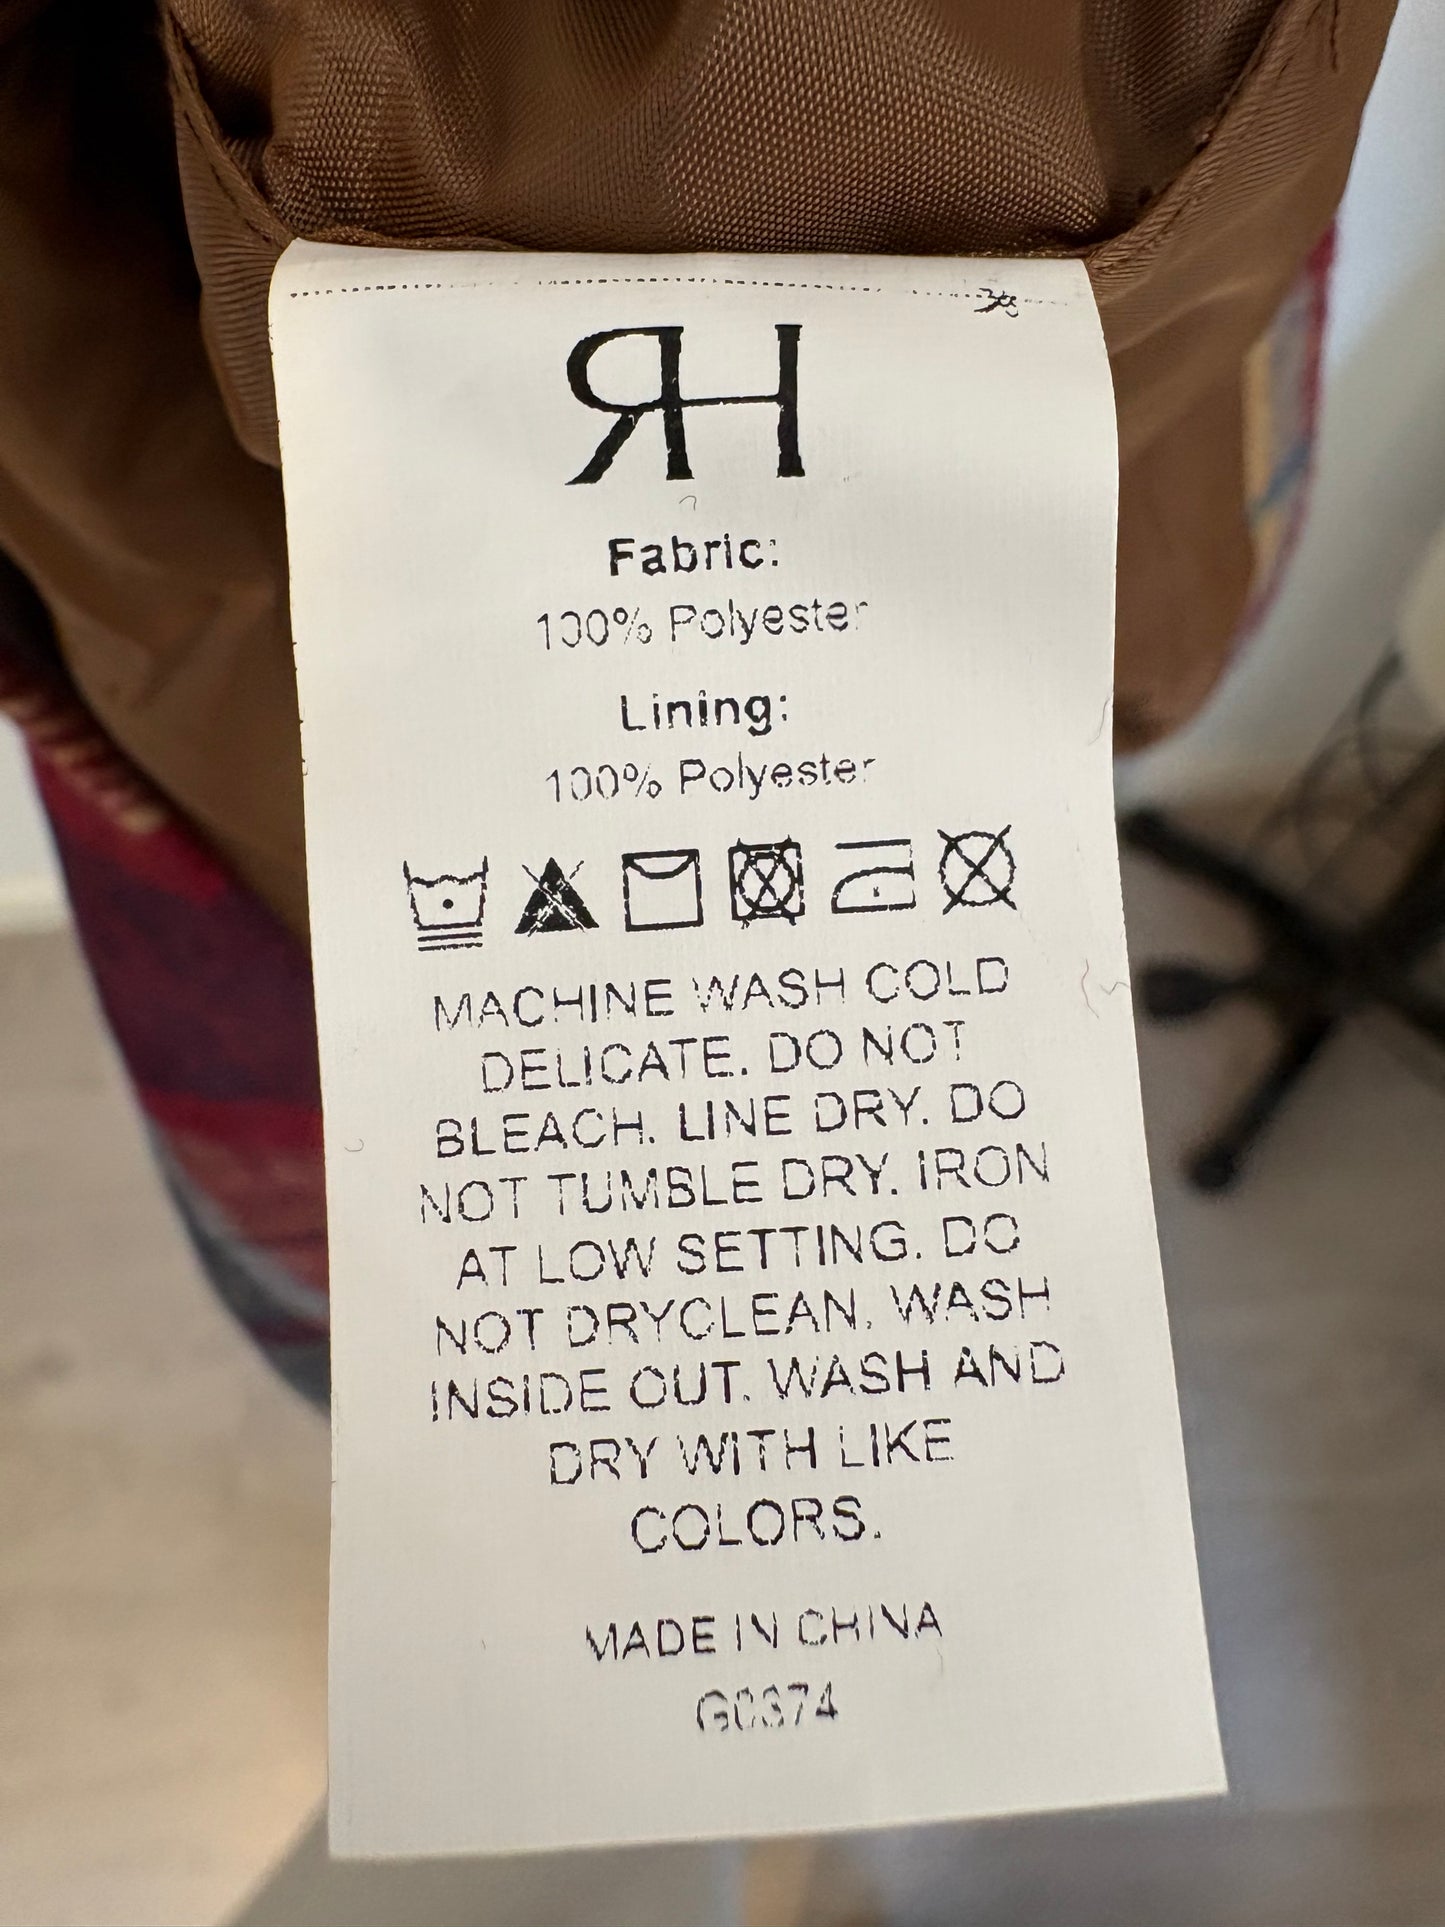 RH
Fabric:
100% Polyester
Lining:
100% Polyester
MACHINE WASH COLD
DELICATE. DO NOT
BLEACH. LINE DRY. DO
NOT TUMBLE DRY. IRON
AT LOW SETTING. DO
NOT DRYCLEAN. WASH
INSIDE OUT. WASH AND
DRY WITH LIKE
COLORS.
MADE IN CHINA
G0374